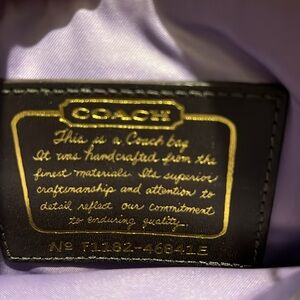 COACH
This is a Coach bag
It was handcrafted from the
finest materials. Its superior
craftsmanship and attention to
detail reflect our commitment
to enduring quality.
Nº F1182-46841E